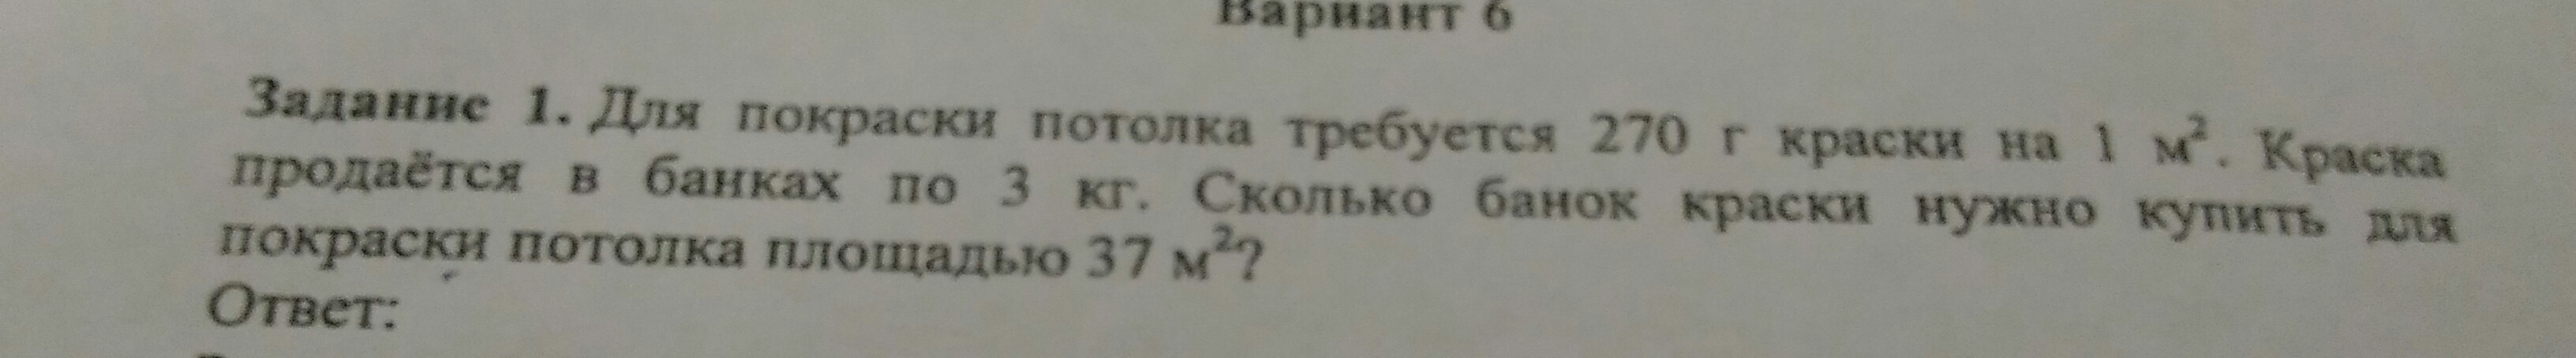 Вариант 6
Задание 1. Для покраски потолка требуется 270 г краски на 1 м². Краска
продаётся в банках по 3 кг. Сколько банок краски нужно купить для
покраски потолка площадью 37 м²?
Ответ: